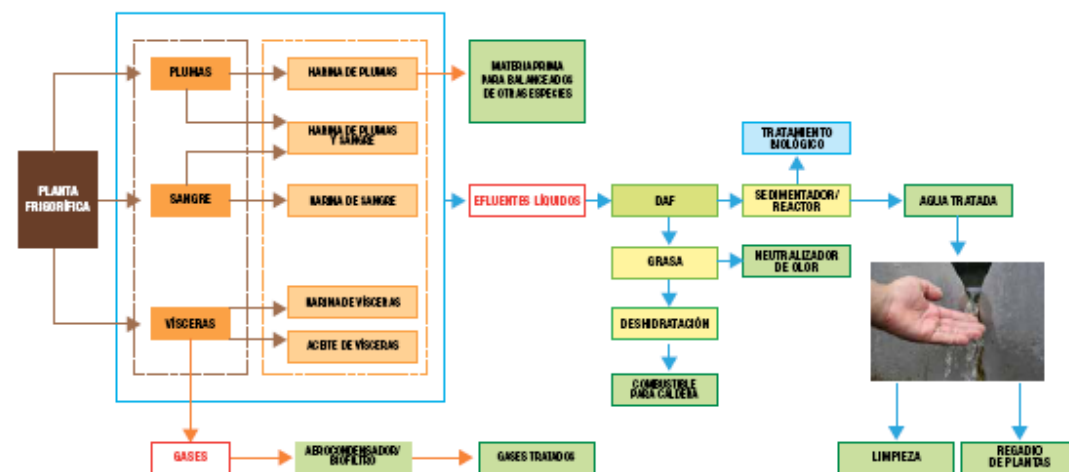 PLANTA
FRIGORÍFICA
PLUMAS
SANGRE
VÍSCERAS
HARINA DE PLUMAS
HARINA DE PLUMAS
Y SANGRE
HARINA DE SANGRE
HARINA DE VÍSCERAS
ACEITE DE VÍSCERAS
MATERIA PRIMA
PARA BALANCEADOS
DE OTRAS ESPECIES
EFLUENTES LÍQUIDOS
DAF
GRASA
DESHIDRATACIÓN
COMBUSTIBLE
PARA CALDERA
TRATAMIENTO
BIOLÓGICO
SEDIMENTADOR/
REACTOR
NEUTRALIZADOR
DE OLOR
AGUA TRATADA
LIMPIEZA
REGADIO
DE PLANTAS
GASES
AEROCONDENSADOR/
BIOFILTRO
GASES TRATADOS